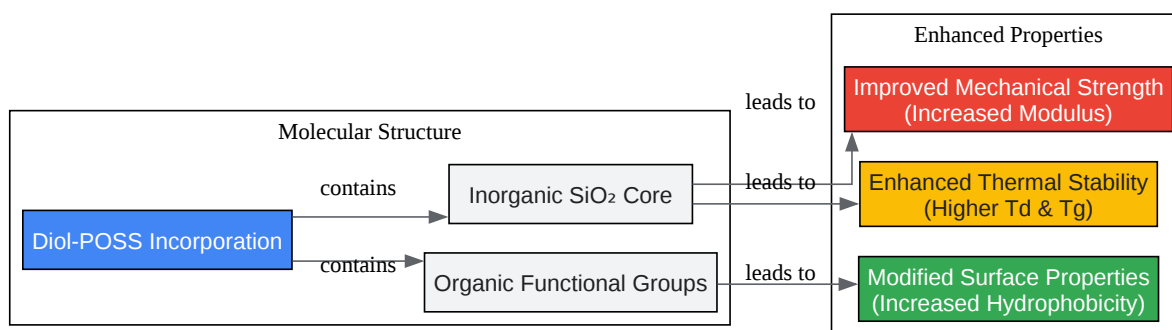 Enhanced Properties
Improved Mechanical Strength
(Increased Modulus)
leads to
Molecular Structure
contains
Inorganic SiO₂ Core
leads to
Enhanced Thermal Stability
(Higher Td & Tg)
Diol-POSS Incorporation
contains
Organic Functional Groups
leads to
Modified Surface Properties
(Increased Hydrophobicity)